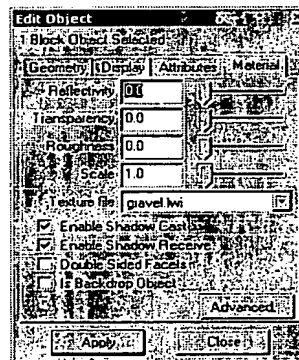 Edit Object
1 Block Object Selected
Geometry Display Attributes Material
Reflectivity 0.0
Transparency 0.0
Roughness 0.0
Scale 1.0
Texture file gravel.lwi
Enable Shadow Cast
Enable Shadow Receive
Double Sided Facets
Is Backdrop Object
Advanced
Apply Close